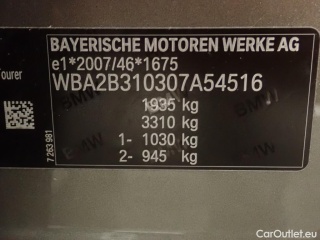 BAYERISCHE MOTOREN WERKE AG
e1*2007/46*1675
Tourer
WBA2B310307A54516
1935 kg
3310 kg
1- 1030 kg
2- 945 kg
7 263 981
CarOutlet.eu